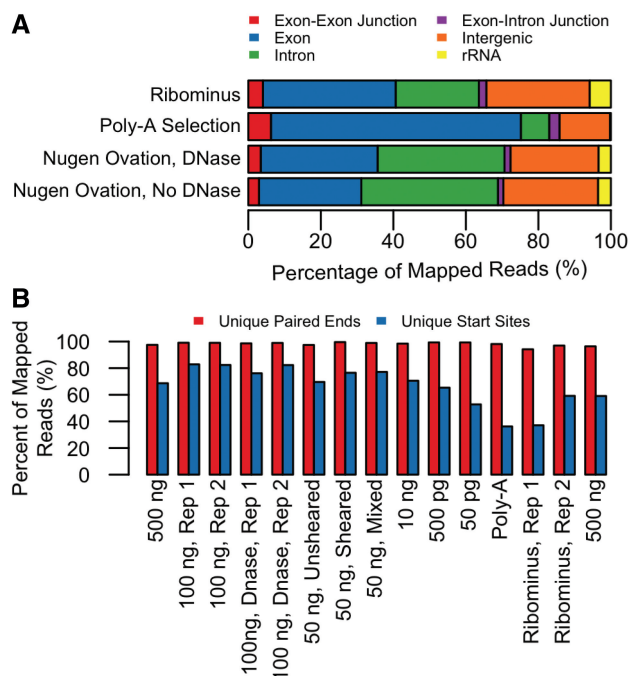 A
Exon-Exon Junction
Exon
Intron
Exon-Intron Junction
Intergenic
rRNA
Ribominus
Poly-A Selection
Nugen Ovation, DNase
Nugen Ovation, No DNase
0 20 40 60 80 100
Percentage of Mapped Reads (%)
B
Unique Paired Ends Unique Start Sites
Percent of Mapped
Reads (%)
100
80
60
40
20
0
500 ng
100 ng, Rep 1
100 ng, Rep 2
100ng, Dnase, Rep 1
100 ng, Dnase, Rep 2
50 ng, Unsheared
50 ng, Sheared
50 ng, Mixed
10 ng
500 pg
50 pg
Poly-A
Ribominus, Rep 1
Ribominus, Rep 2
500 ng